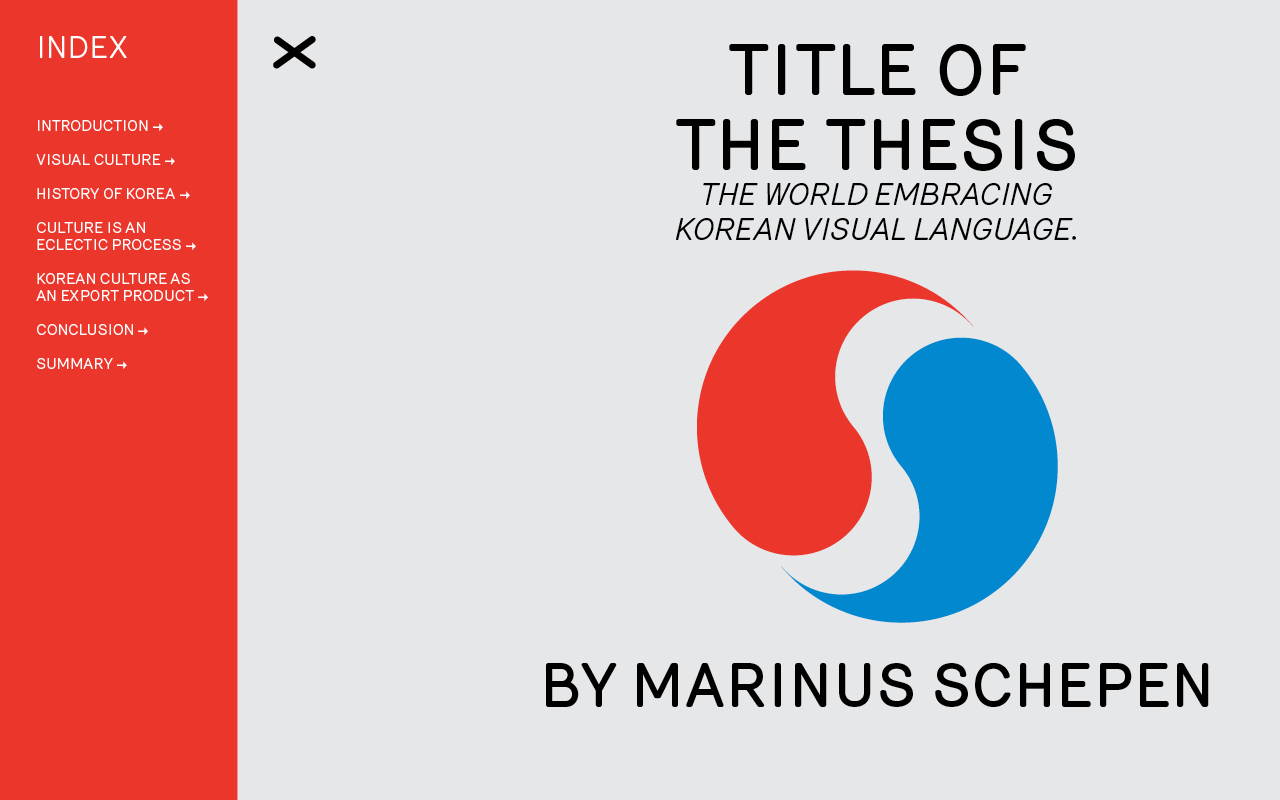 INDEX
INTRODUCTION →
VISUAL CULTURE →
HISTORY OF KOREA →
CULTURE IS AN
ECLECTIC PROCESS →
KOREAN CULTURE AS
AN EXPORT PRODUCT →
CONCLUSION →
SUMMARY →
TITLE OF
THE THESIS
THE WORLD EMBRACING
KOREAN VISUAL LANGUAGE.
BY MARINUS SCHEPEN